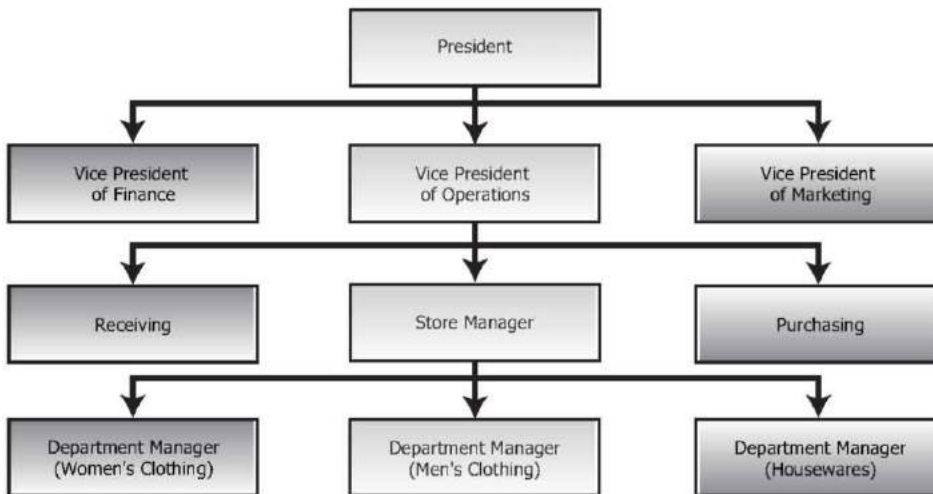 President
Vice President
of Finance
Vice President
of Operations
Vice President
of Marketing
Receiving
Store Manager
Purchasing
Department Manager
(Women's Clothing)
Department Manager
(Men's Clothing)
Department Manager
(Housewares)